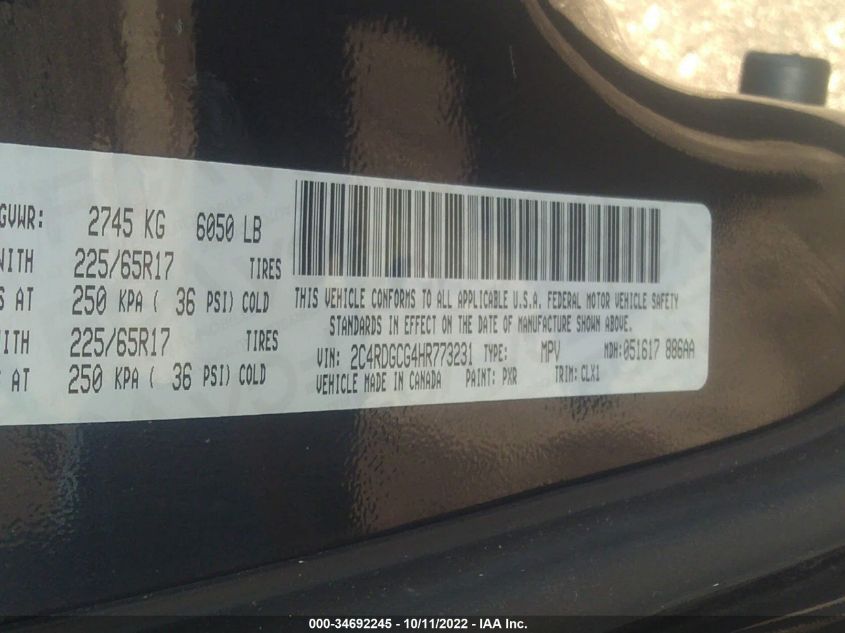 GVWR: 2745 KG 6050 LB
WITH 225/65R17 TIRES
S AT 250 KPA ( 36 PSI) COLD
ITH 225/65R17 TIRES
S AT 250 KPA ( 36 PSI) COLD
THIS VEHICLE CONFORMS TO ALL APPLICABLE U.S.A. FEDERAL MOTOR VEHICLE SAFETY
STANDARDS IN EFFECT ON THE DATE OF MANUFACTURE SHOWN ABOVE.
VIN: 2C4RDGCG4HR773231 TYPE: MPV MDH: 051617 886AA
VEHICLE MADE IN CANADA PAINT: PXR TRIM: CLX1
000-34692245 - 10/11/2022 - IAA Inc.